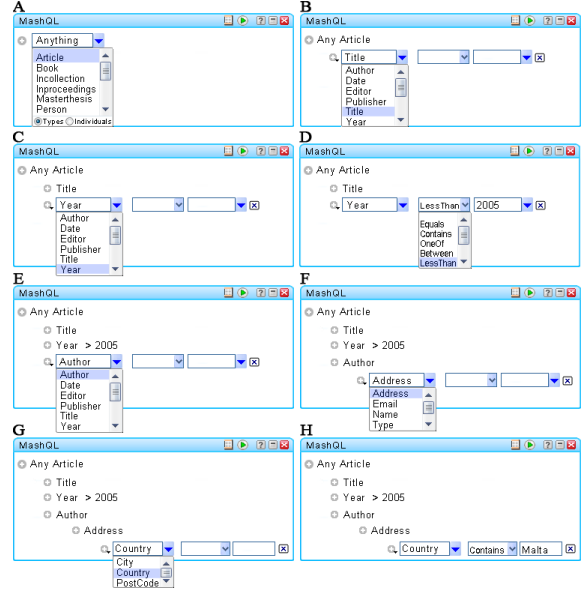 A
MashQL
Anything
Article
Book
Incollection
Inproceedings
Masterthesis
Person
Types Individuals
B
MashQL
Any Article
Title
Author
Date
Editor
Publisher
Title
Year
C
MashQL
Any Article
Title
Year
Author
Date
Editor
Publisher
Title
Year
D
MashQL
Any Article
Title
Year LessThan 2005
Equals
Contains
OneOf
Between
LessThan
E
MashQL
Any Article
Title
Year > 2005
Author
Author
Date
Editor
Publisher
Title
Year
F
MashQL
Any Article
Title
Year > 2005
Author
Address
Address
Email
Name
Type
G
MashQL
Any Article
Title
Year > 2005
Author
Address
Country
City
Country
PostCode
H
MashQL
Any Article
Title
Year > 2005
Author
Address
Country Contains Malta